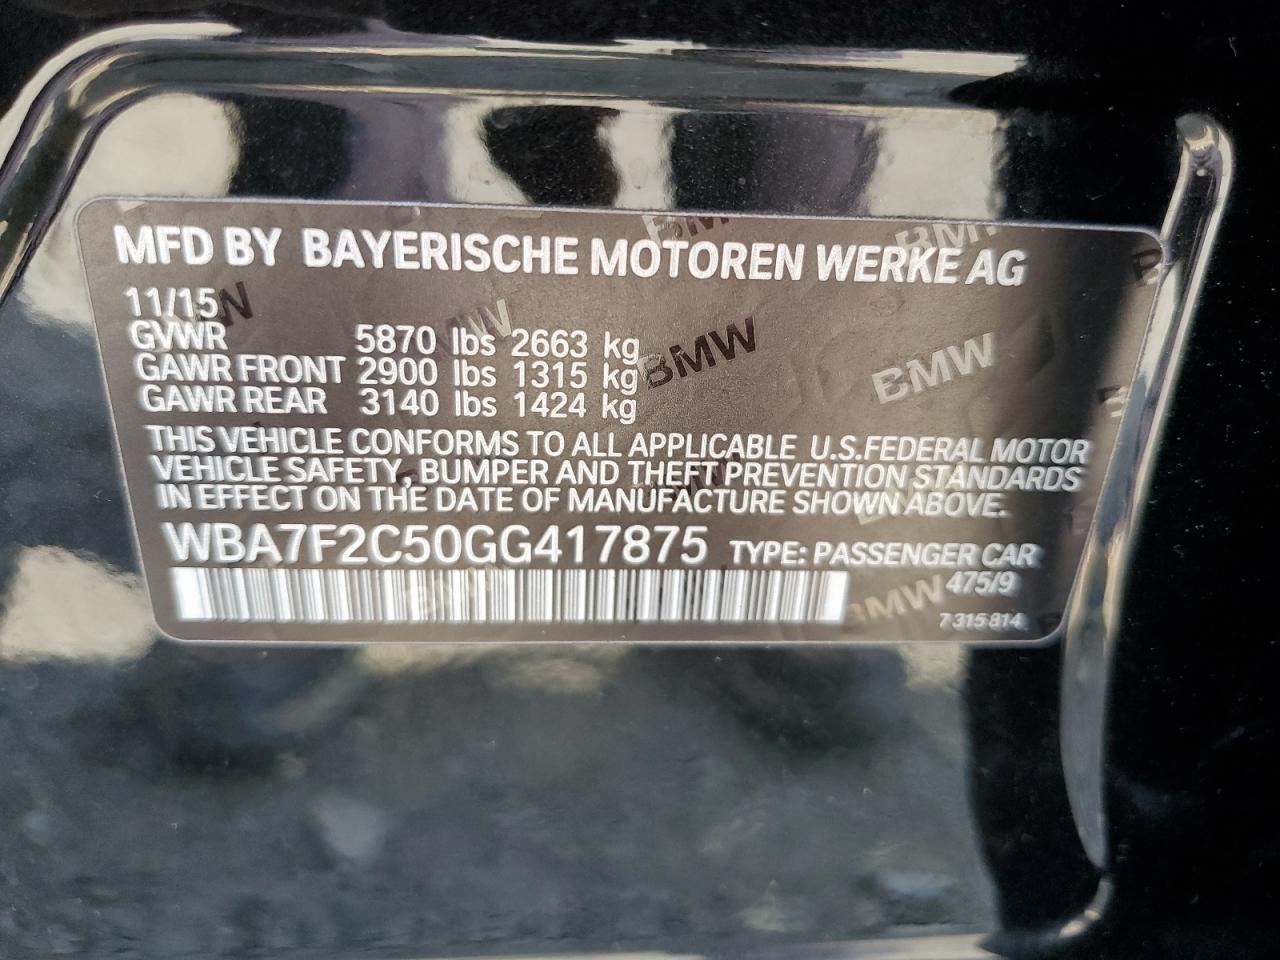 MFD BY BAYERISCHE MOTOREN WERKE AG
11/15
GVWR 5870 lbs 2663 kg
GAWR FRONT 2900 lbs 1315 kg
GAWR REAR 3140 lbs 1424 kg
THIS VEHICLE CONFORMS TO ALL APPLICABLE U.S.FEDERAL MOTOR
VEHICLE SAFETY, BUMPER AND THEFT PREVENTION STANDARDS
IN EFFECT ON THE DATE OF MANUFACTURE SHOWN ABOVE.
WBA7F2C50GG417875 TYPE: PASSENGER CAR
475/9
7 315 814